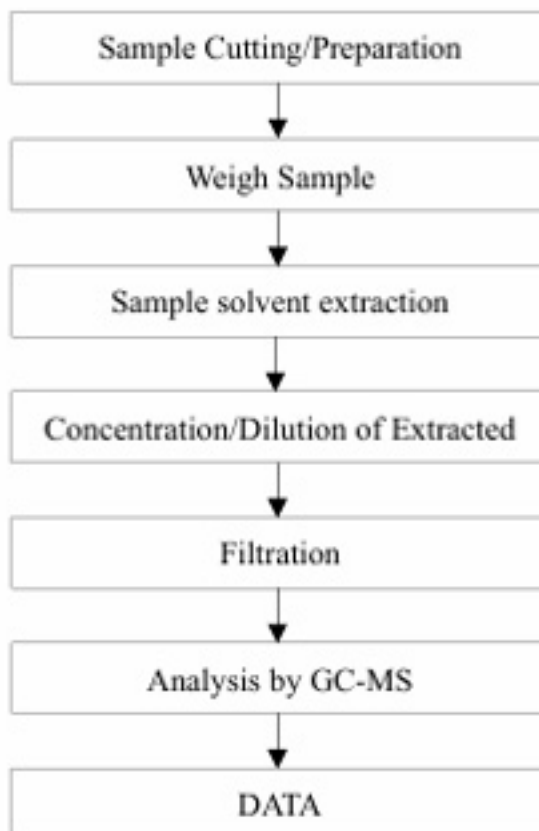 Sample Cutting/Preparation
Weigh Sample
Sample solvent extraction
Concentration/Dilution of Extracted
Filtration
Analysis by GC-MS
DATA